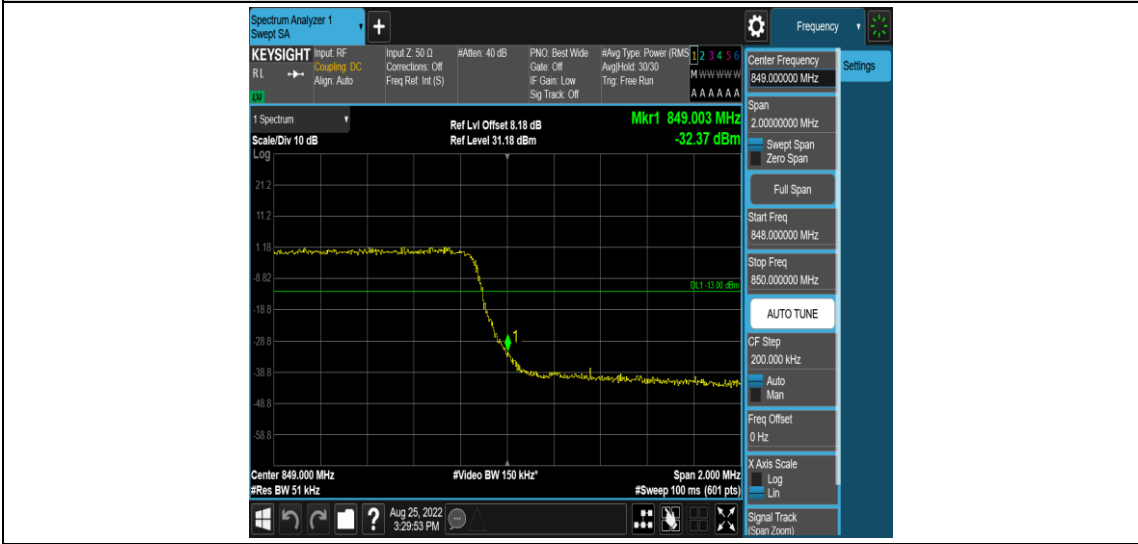 Spectrum Analyzer 1
Swept SA
+
Frequency
KEYSIGHT Input: RF
RL
Coupling: DC
Align: Auto
LXI
Input Z: 50 Ω
Corrections: Off
Freq Ref: Int (S)
#Atten: 40 dB
PNO: Best Wide
Gate: Off
IF Gain: Low
Sig Track: Off
#Avg Type: Power (RMS
Avg|Hold: 30/30
Trig: Free Run
1 2 3 4 5 6
M W W W W W
A A A A A A
Center Frequency
849.000000 MHz
Settings
Span
2.00000000 MHz
Swept Span
Zero Span
Full Span
Start Freq
848.000000 MHz
Stop Freq
850.000000 MHz
AUTO TUNE
CF Step
200.000 kHz
Auto
Man
Freq Offset
0 Hz
X Axis Scale
Log
Lin
Signal Track
(Span Zoom)
1 Spectrum
Scale/Div 10 dB
Log
Ref Lvl Offset 8.18 dB
Ref Level 31.18 dBm
Mkr1 849.003 MHz
-32.37 dBm
21.2
11.2
1.18
-8.82
DL1 -13.00 dBm
-18.8
-28.8
1
-38.8
-48.8
-58.8
Center 849.000 MHz
#Video BW 150 kHz*
Span 2.000 MHz
#Res BW 51 kHz
#Sweep 100 ms (601 pts)
?
Aug 25, 2022
3:29:53 PM